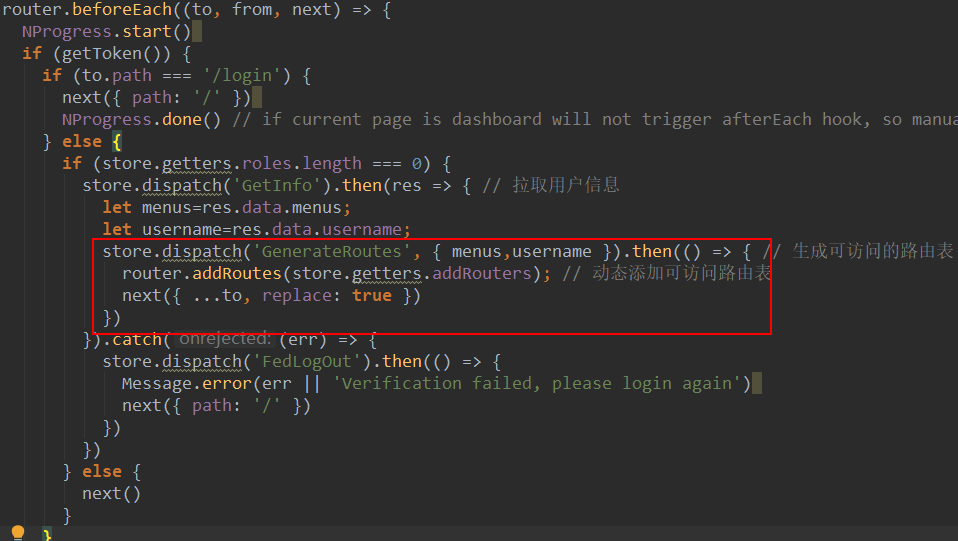 router.beforeEach((to, from, next) => {
NProgress.start()
if (getToken()) {
if (to.path === '/login') {
next({ path: '/' })
NProgress.done() // if current page is dashboard will not trigger afterEach hook, so manua
} else {
if (store.getters.roles.length === 0) {
store.dispatch('GetInfo').then(res => { // 拉取用户信息
let menus=res.data.menus;
let username=res.data.username;
store.dispatch('GenerateRoutes', { menus,username }).then(() => { // 生成可访问的路由表
router.addRoutes(store.getters.addRouters); // 动态添加可访问路由表
next({ ...to, replace: true })
})
}).catch( onrejected: (err) => {
store.dispatch('FedLogOut').then(() => {
Message.error(err || 'Verification failed, please login again')
next({ path: '/' })
})
})
} else {
next()
}
}